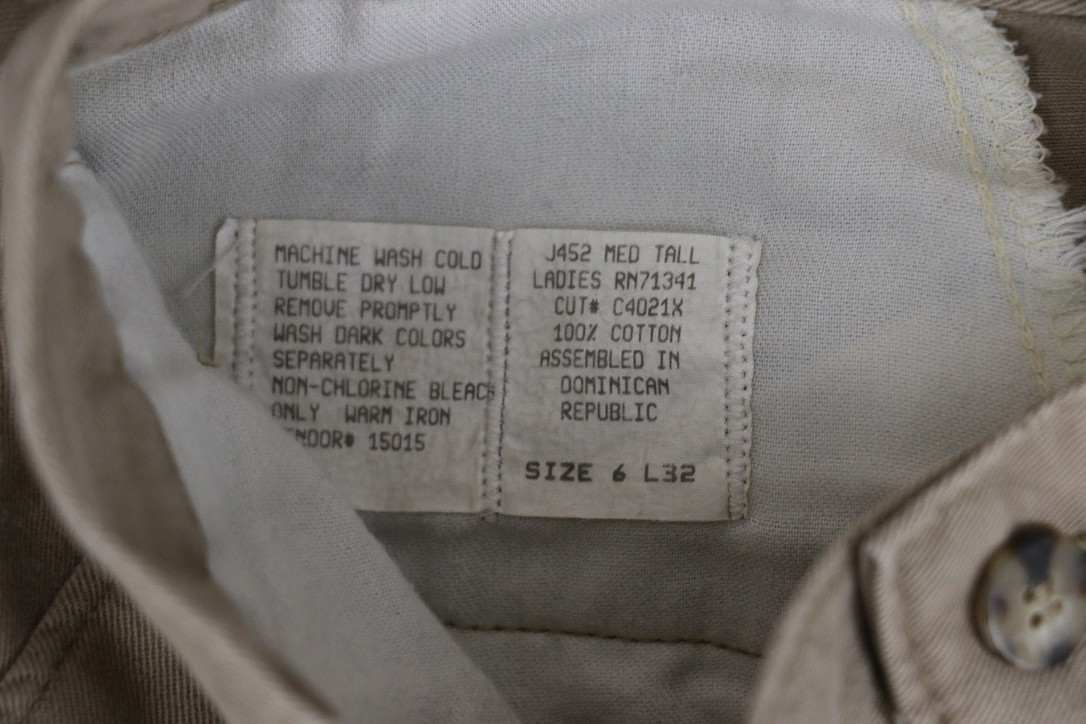 MACHINE WASH COLD
TUMBLE DRY LOW
REMOVE PROMPTLY
WASH DARK COLORS
SEPARATELY
NON-CHLORINE BLEACH
ONLY WARM IRON
VENDOR# 15015
J452 MED TALL
LADIES RN71341
CUT# C4021X
100% COTTON
ASSEMBLED IN
DOMINICAN
REPUBLIC
SIZE 6 L32